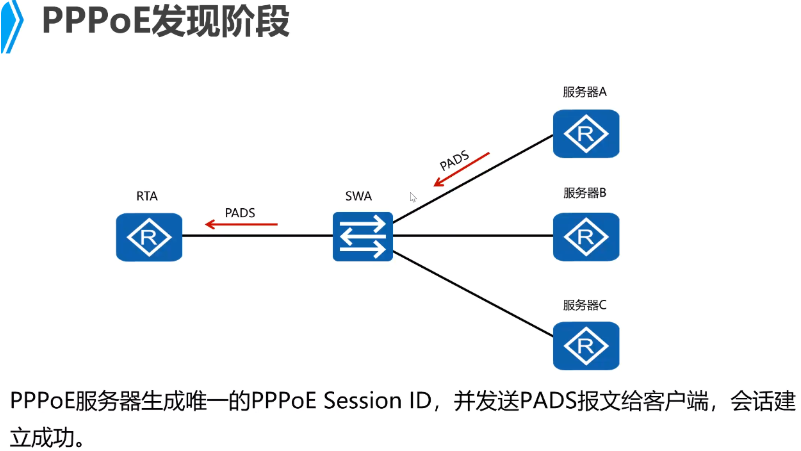 PPPoE发现阶段
服务器A
PADS
服务器B
RTA
SWA
PADS
服务器C
PPPoE服务器生成唯一的PPPoE Session ID，并发送PADS报文给客户端，会话建
立成功。